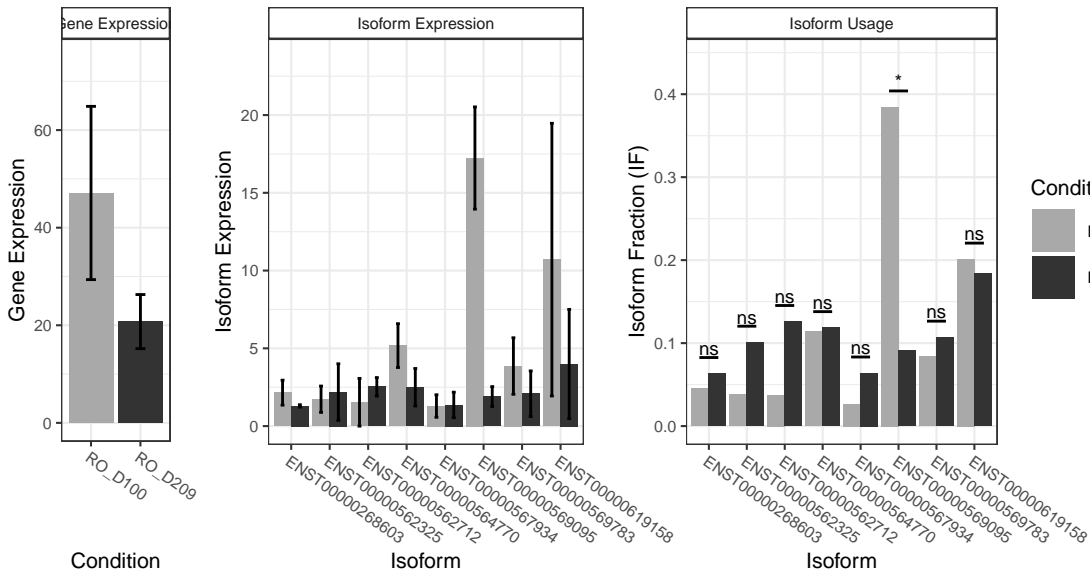 Gene Expression
Isoform Expression
Isoform Usage
Gene Expression
0
20
40
60
RO_D100
RO_D209
Condition
Isoform Expression
0
5
10
15
20
ENST00000268603
ENST00000562325
ENST00000562712
ENST00000564770
ENST00000567934
ENST00000569095
ENST00000569783
ENST00000619158
Isoform
Isoform Fraction (IF)
0.0
0.1
0.2
0.3
0.4
ns
ns
ns
ns
ns
*
ns
ns
ENST00000268603
ENST00000562325
ENST00000562712
ENST00000564770
ENST00000567934
ENST00000569095
ENST00000569783
ENST00000619158
Isoform
Condit